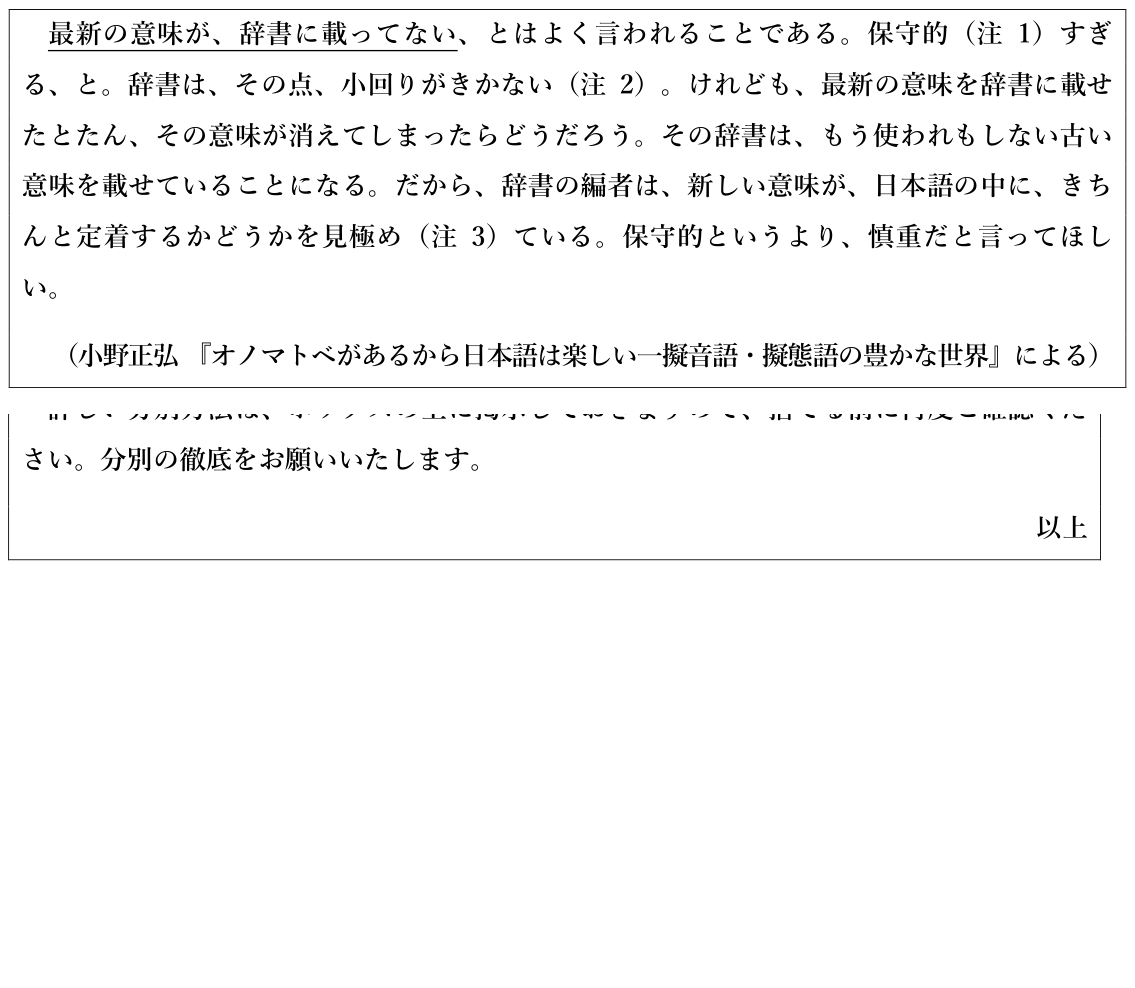 最新の意味が、辞書に載ってない、とはよく言われることである。保守的（注 1）すぎ
る、と。辞書は、その点、小回りがきかない（注 2）。けれども、最新の意味を辞書に載せ
たとたん、その意味が消えてしまったらどうだろう。その辞書は、もう使われもしない古い
意味を載せていることになる。だから、辞書の編者は、新しい意味が、日本語の中に、きち
んと定着するかどうかを見極め（注 3）ている。保守的というより、慎重だと言ってほし
い。
（小野正弘 『オノマトペがあるから日本語は楽しい一擬音語・擬態語の豊かな世界』による）
さい。分別の徹底をお願いいたします。
以上